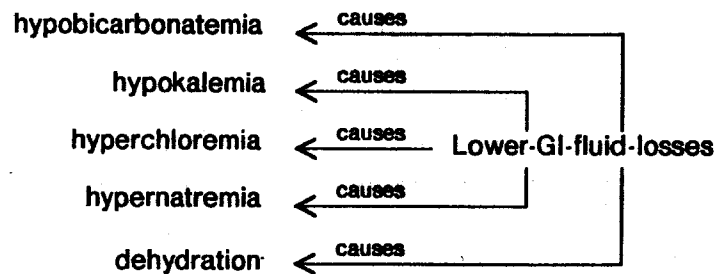 hypobicarbonatemia causes
hypokalemia causes
hyperchloremia causes Lower-GI-fluid-losses
hypernatremia causes
dehydration causes